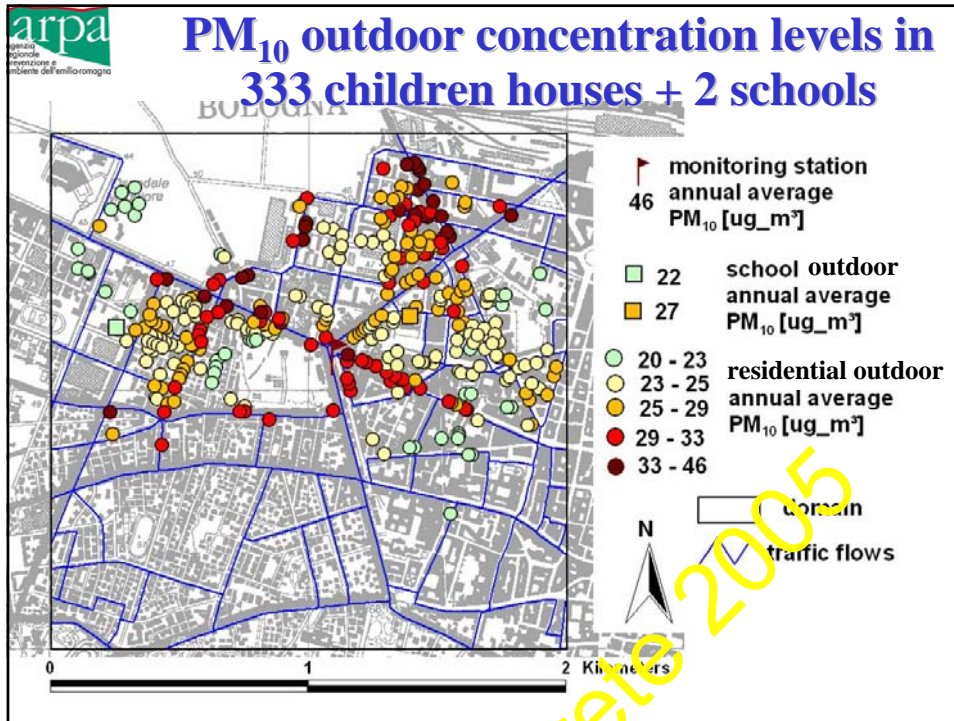 arpa
agenzia
regionale
prevenzione e
ambiente dell'emilia-romagna
PM10 outdoor concentration levels in
333 children houses + 2 schools
BOLOGNA
monitoring station
46 annual average
PM10 [ug_m³]
22 school outdoor
27 annual average
PM10 [ug_m³]
20 - 23
23 - 25 residential outdoor
25 - 29 annual average
29 - 33 PM10 [ug_m³]
33 - 46
domain
traffic flows
N
0 1 2 Kilometers
ete 2005